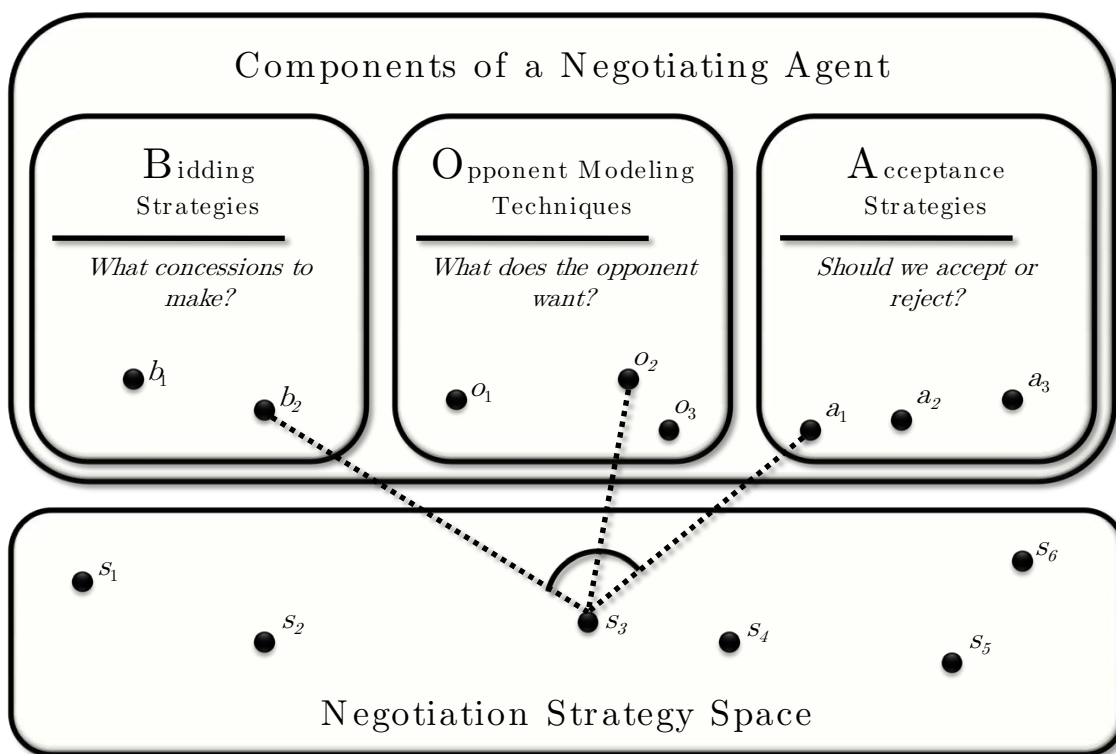 Components of a Negotiating Agent
Bidding
Strategies
What concessions to
make?
b₁
b₂
Opponent Modeling
Techniques
What does the opponent
want?
o₁
o₂
o₃
Acceptance
Strategies
Should we accept or
reject?
a₁
a₂
a₃
s₁
s₂
s₃
s₄
s₅
s₆
Negotiation Strategy Space